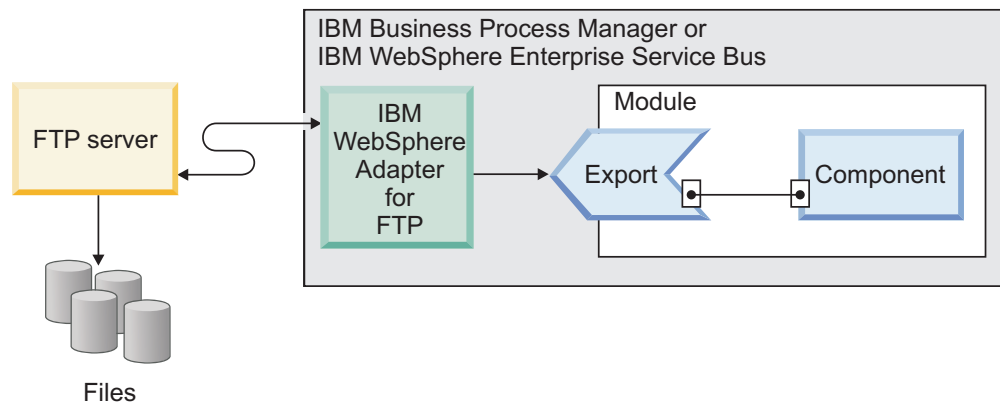 IBM Business Process Manager or
IBM WebSphere Enterprise Service Bus
FTP server
IBM
WebSphere
Adapter
for
FTP
Module
Export
Component
Files